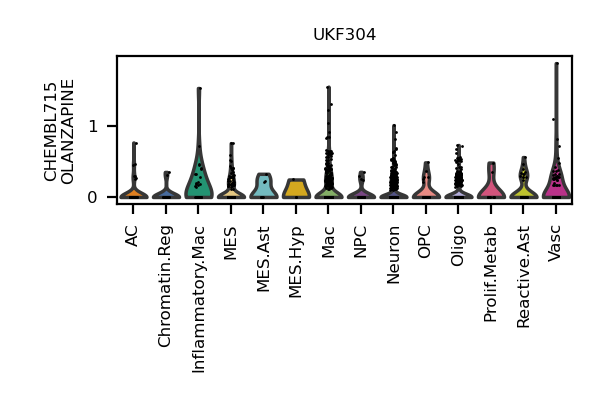 UKF304
CHEMBL715
OLANZAPINE
1
0
AC
Chromatin.Reg
Inflammatory.Mac
MES
MES.Ast
MES.Hyp
Mac
NPC
Neuron
OPC
Oligo
Prolif.Metab
Reactive.Ast
Vasc